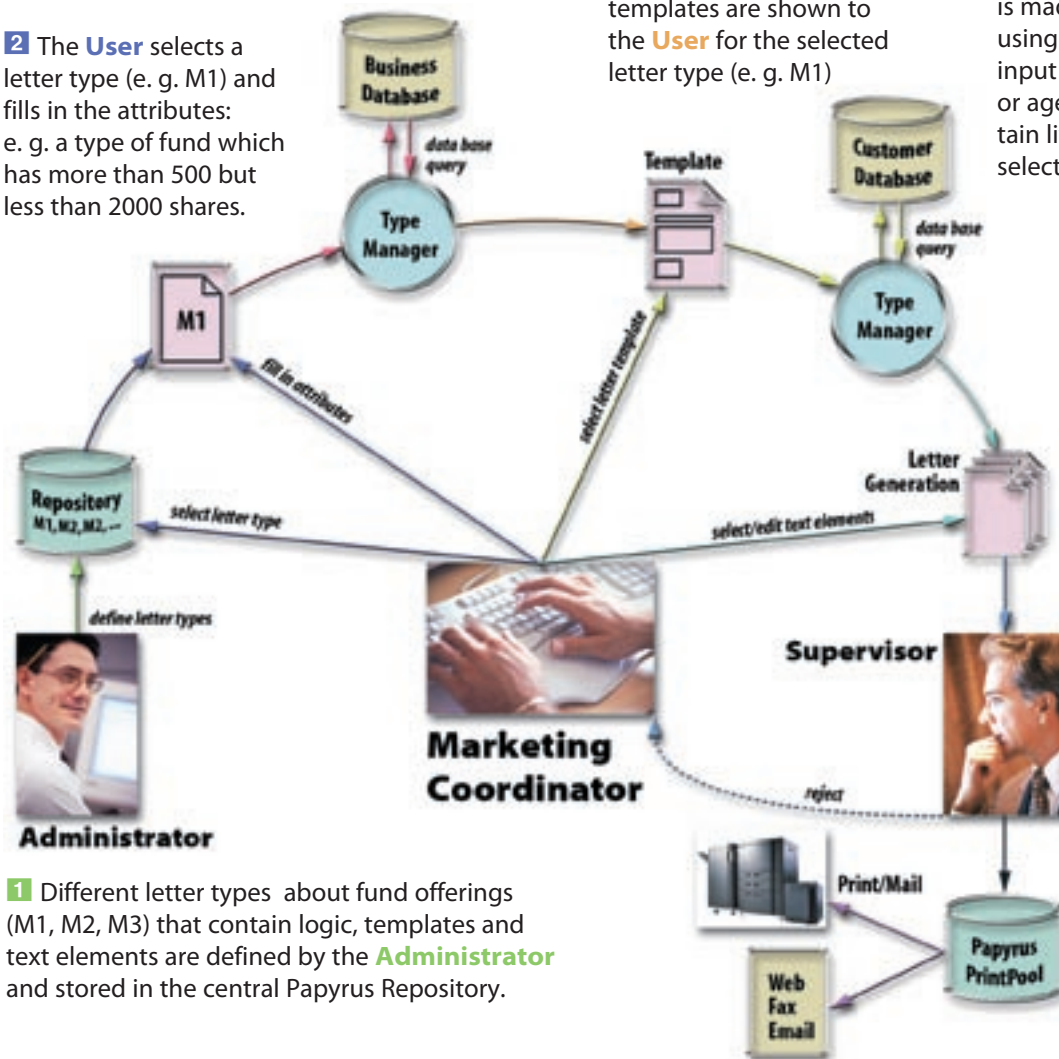 2 The User selects a
letter type (e. g. M1) and
fills in the attributes:
e. g. a type of fund which
has more than 500 but
less than 2000 shares.
templates are shown to
the User for the selected
letter type (e. g. M1)
is mad
using
input
or age
tain li
select
Business
Database
data base
query
Type
Manager
Template
Customer
Database
data base
query
Type
Manager
M1
fill in attributes
select letter template
Repository
M1, M2, M2, ...
select letter type
Letter
Generation
select/edit text elements
define letter types
Supervisor
Marketing
Coordinator
reject
Administrator
Print/Mail
Papyrus
PrintPool
Web
Fax
Email
1 Different letter types about fund offerings
(M1, M2, M3) that contain logic, templates and
text elements are defined by the Administrator
and stored in the central Papyrus Repository.